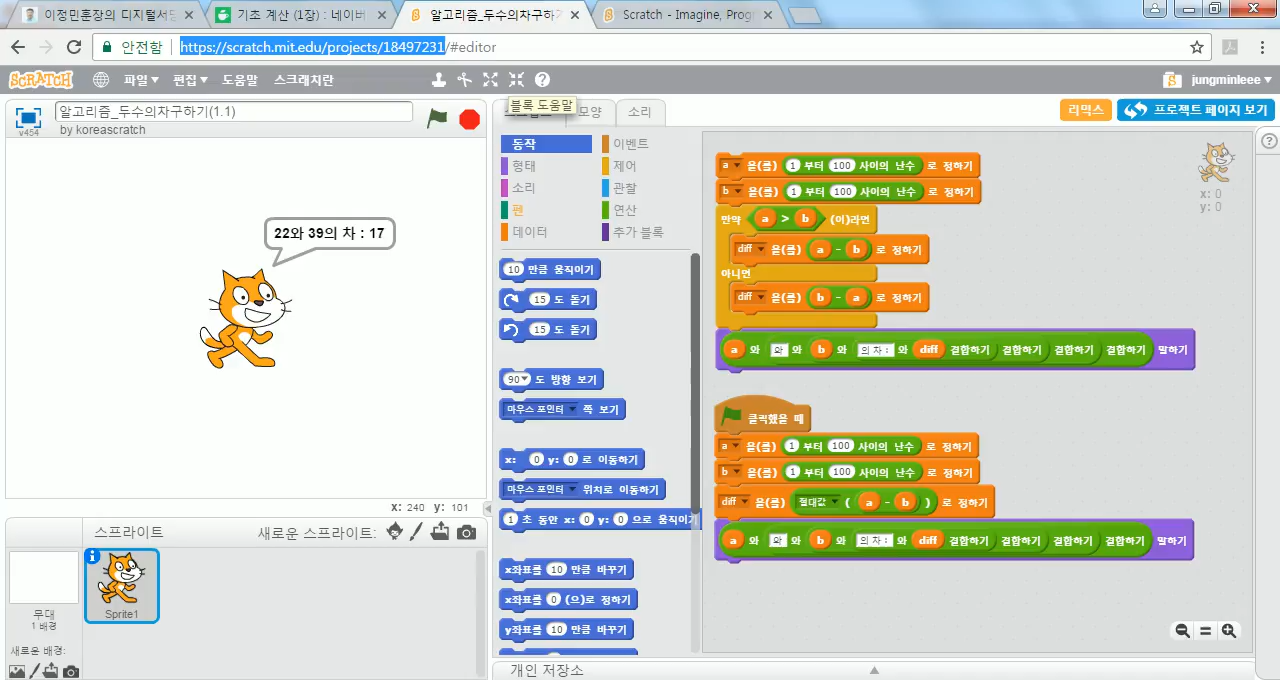 이정민훈장의 디지털서당
기초 계산 (1장) : 네이버
알고리즘_두수의차구하기
Scratch - Imagine, Prog
안전함 https://scratch.mit.edu/projects/18497231/#editor
SCRATCH 파일 편집 도움말 스크래치란 jungminleee
블록 도움말
알고리즘_두수의차구하기(1.1)
v454 by koreascratch
모양 소리
리믹스 프로젝트 페이지 보기
22와 39의 차 : 17
동작 이벤트
형태 제어
소리 관찰
펜 연산
데이터 추가 블록
10 만큼 움직이기
15 도 돌기
15 도 돌기
90 도 방향 보기
마우스 포인터 쪽 보기
x: 0 y: 0 로 이동하기
마우스 포인터 위치로 이동하기
1 초 동안 x: 0 y: 0 으로 움직이기
x좌표를 10 만큼 바꾸기
x좌표를 0 (으)로 정하기
y좌표를 10 만큼 바꾸기
a 을(를) 1 부터 100 사이의 난수 로 정하기
b 을(를) 1 부터 100 사이의 난수 로 정하기
만약 a > b (이)라면
diff 을(를) a - b 로 정하기
아니면
diff 을(를) b - a 로 정하기
a 와 와 와 b 와 의 차 : 와 diff 결합하기 결합하기 결합하기 결합하기 말하기
클릭했을 때
a 을(를) 1 부터 100 사이의 난수 로 정하기
b 을(를) 1 부터 100 사이의 난수 로 정하기
diff 을(를) 절대값 ( a - b ) 로 정하기
a 와 와 와 b 와 의 차 : 와 diff 결합하기 결합하기 결합하기 결합하기 말하기
x: 0
y: 0
x: 240 y: 101
스프라이트 새로운 스프라이트:
Sprite1
무대
1 배경
새로운 배경:
개인 저장소